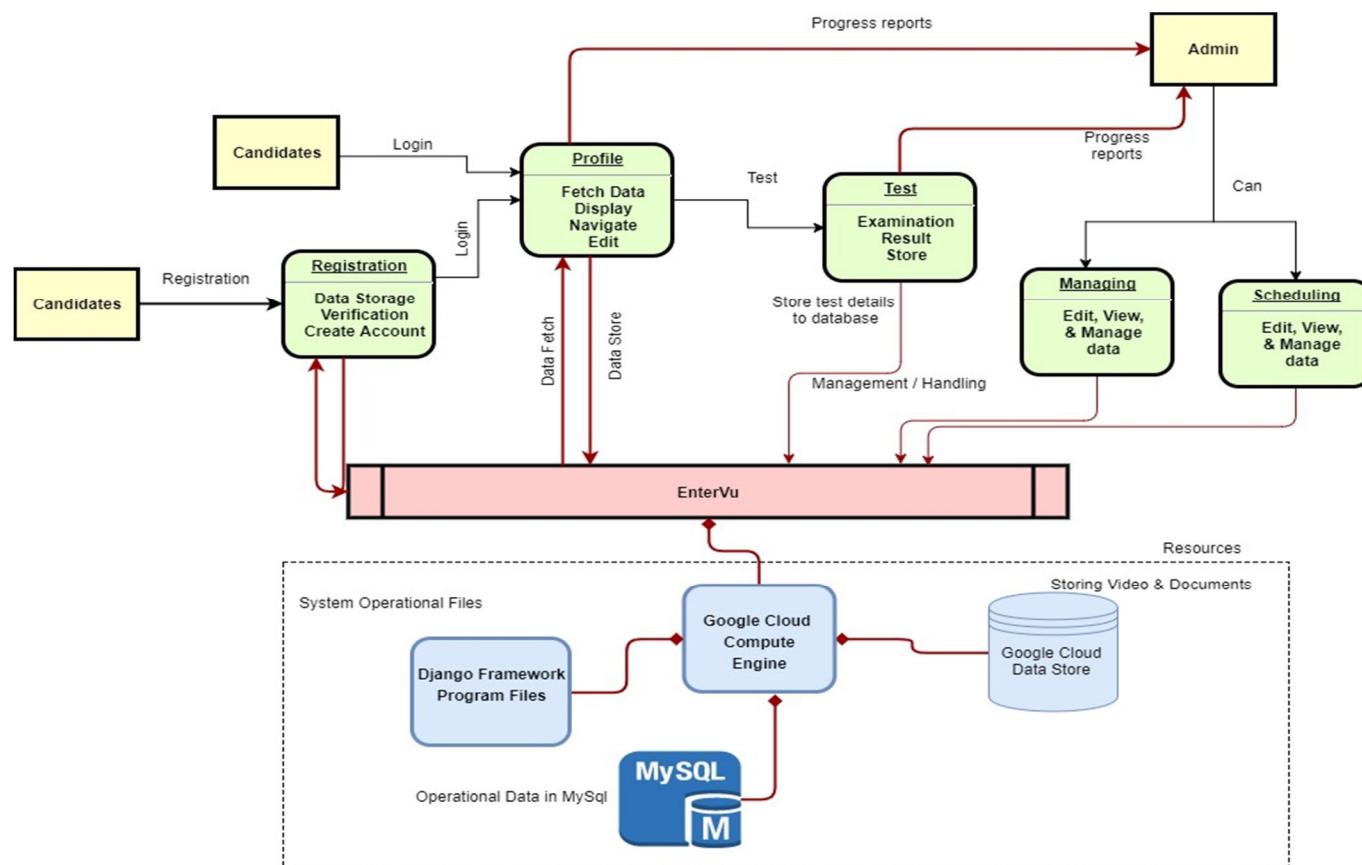 Progress reports
Admin
Candidates
Login
Profile
Fetch Data
Display
Navigate
Edit
Test
Test
Examination
Result
Store
Progress
reports
Can
Candidates
Registration
Registration
Data Storage
Verification
Create Account
Login
Data Fetch
Data Store
Store test details
to database
Management / Handling
Managing
Edit, View,
& Manage
data
Scheduling
Edit, View,
& Manage
data
EnterVu
Resources
System Operational Files
Storing Video & Documents
Google Cloud
Compute
Engine
Django Framework
Program Files
Google Cloud
Data Store
Operational Data in MySql
MySQL
M